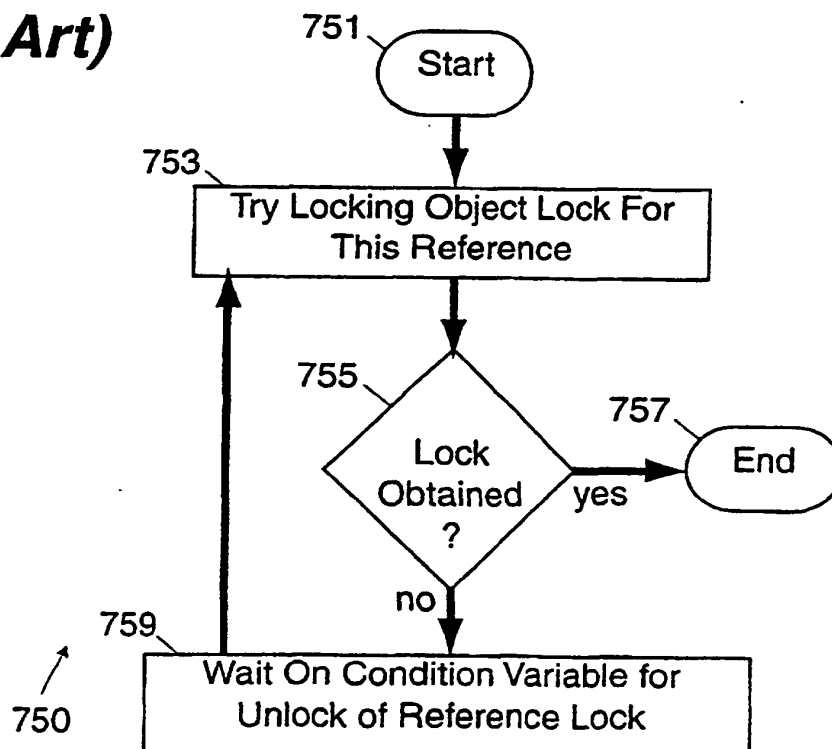 Art)
751
Start
753
Try Locking Object Lock For
This Reference
755
Lock
Obtained
?
757
End
yes
no
759
Wait On Condition Variable for
Unlock of Reference Lock
750